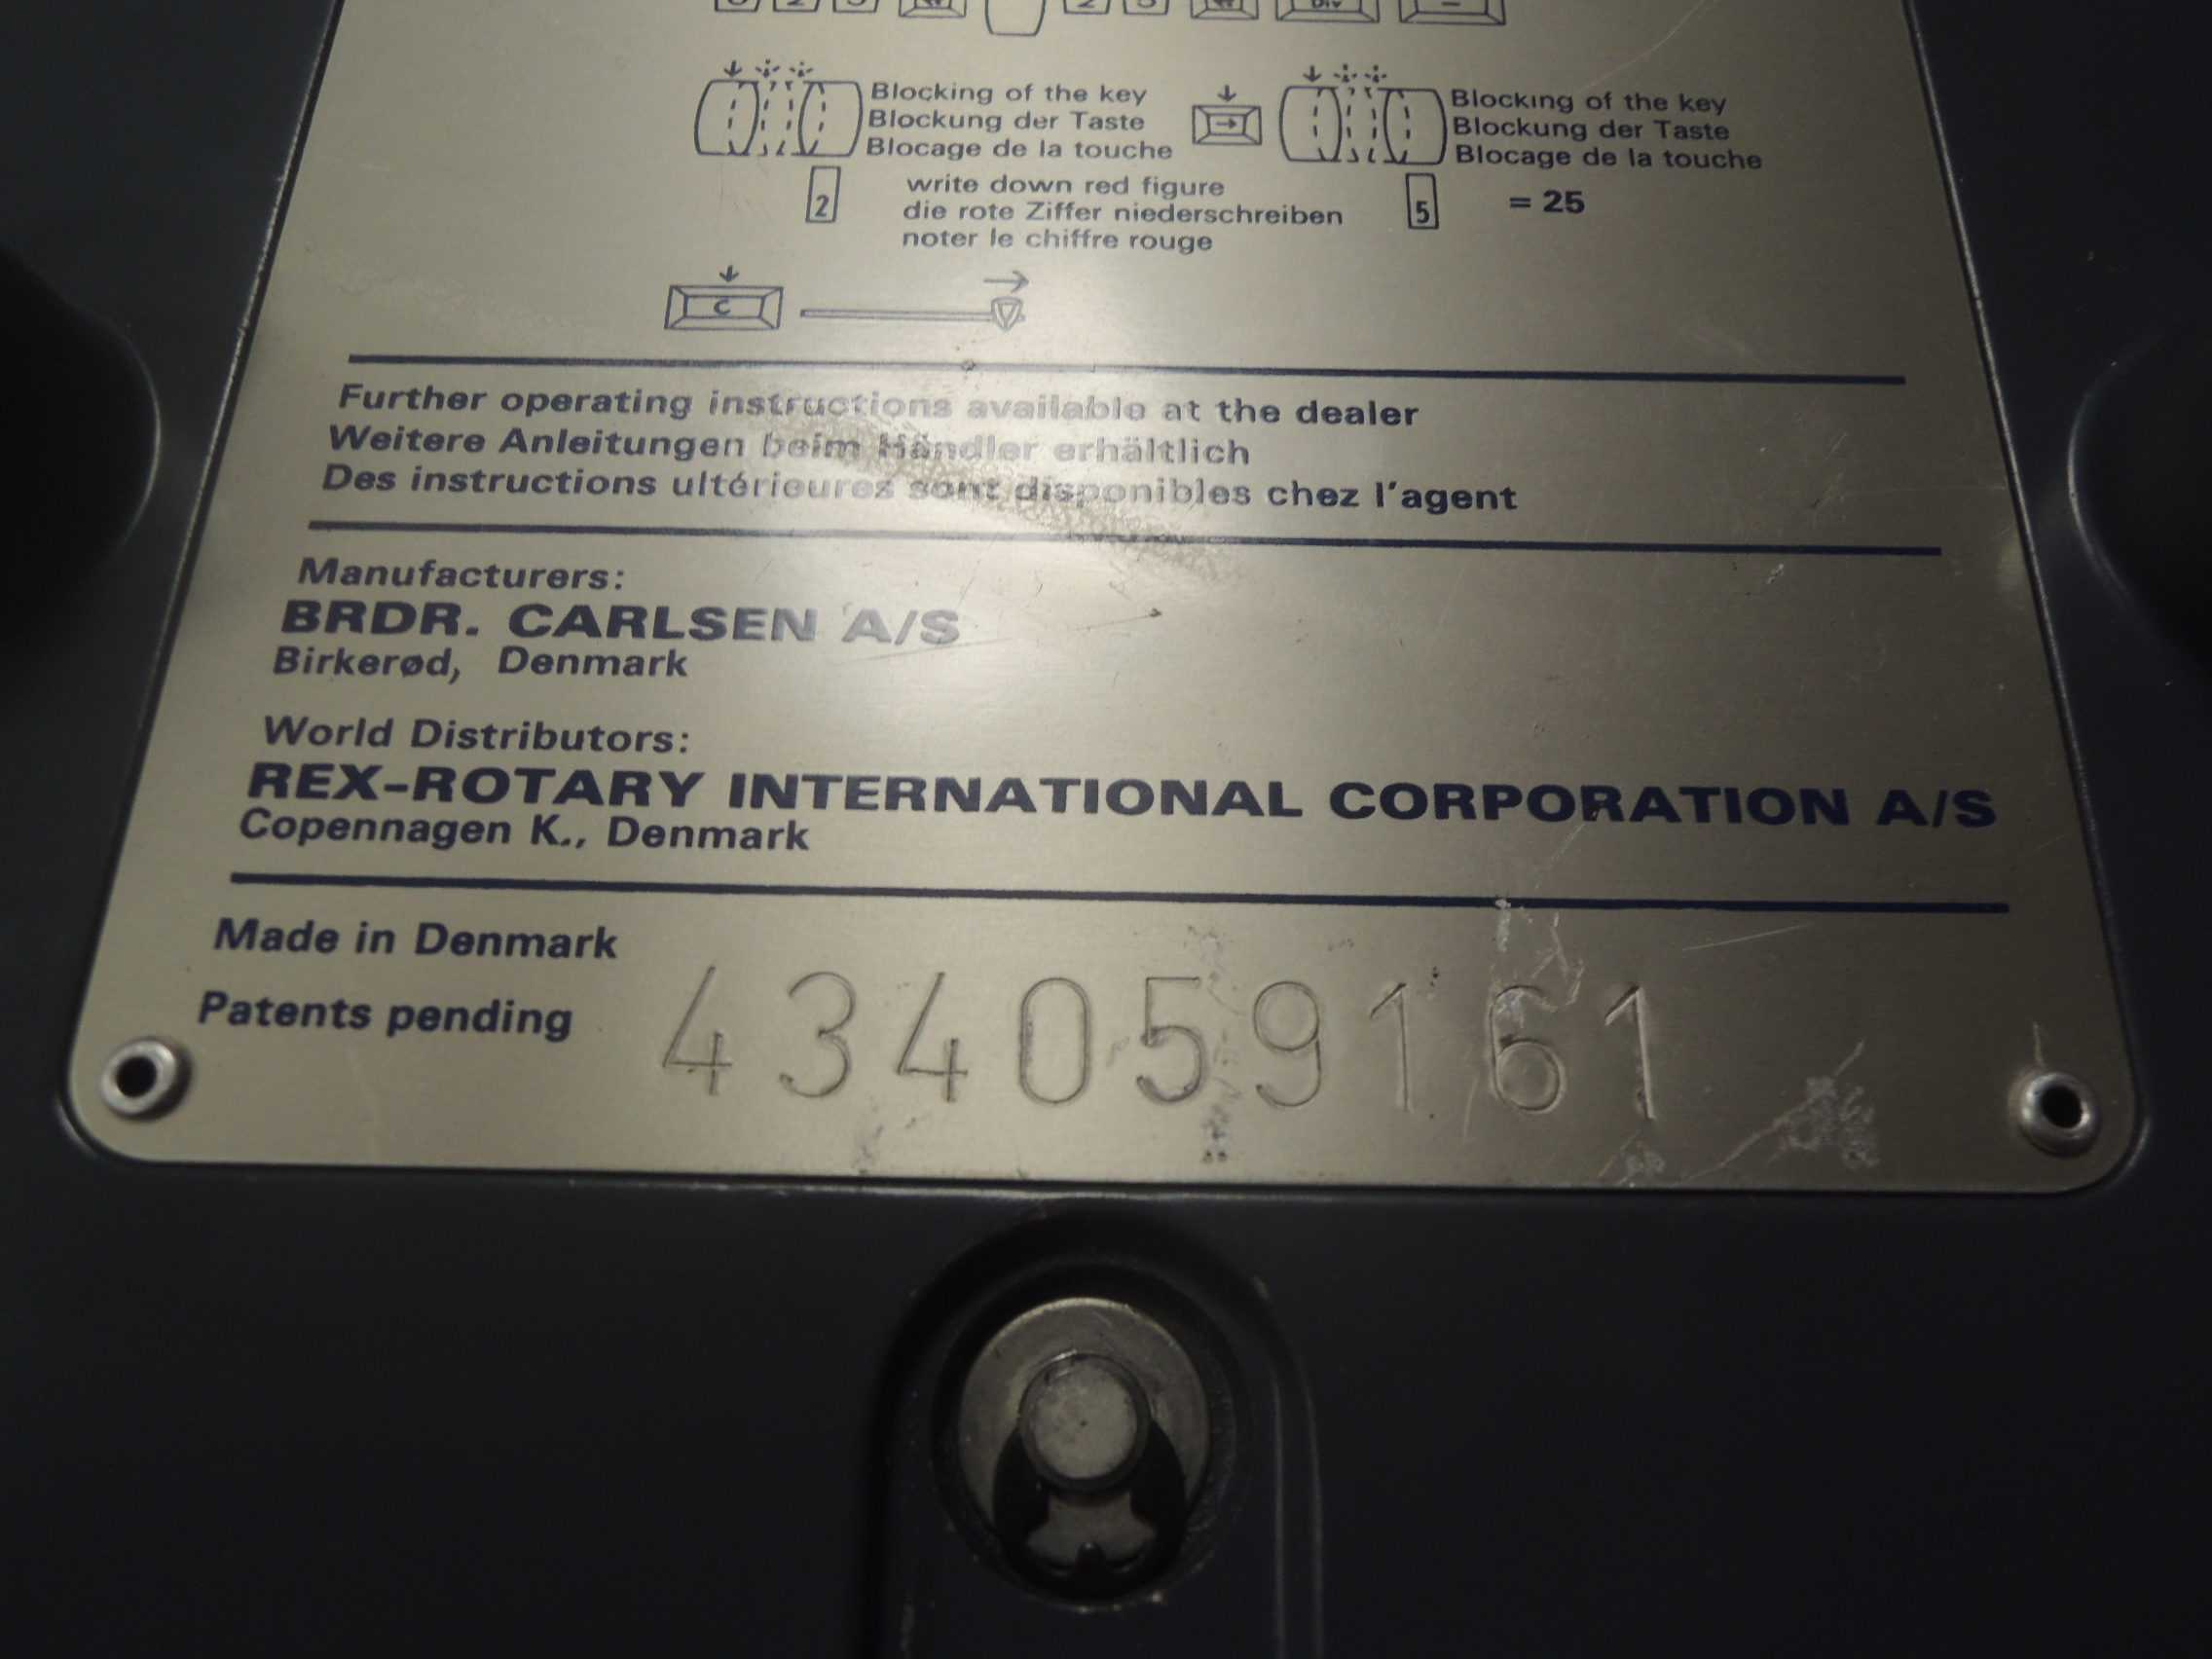 Div
Blocking of the key
Blockung der Taste
Blocage de la touche
Blocking of the key
Blockung der Taste
Blocage de la touche
2 write down red figure 5 = 25
die rote Ziffer niederschreiben
noter le chiffre rouge
C
Further operating instructions available at the dealer
Weitere Anleitungen beim Händler erhältlich
Des instructions ultérieures sont disponibles chez l'agent
Manufacturers:
BRDR. CARLSEN A/S
Birkerød, Denmark
World Distributors:
REX-ROTARY INTERNATIONAL CORPORATION A/S
Copennagen K., Denmark
Made in Denmark
Patents pending 434059161